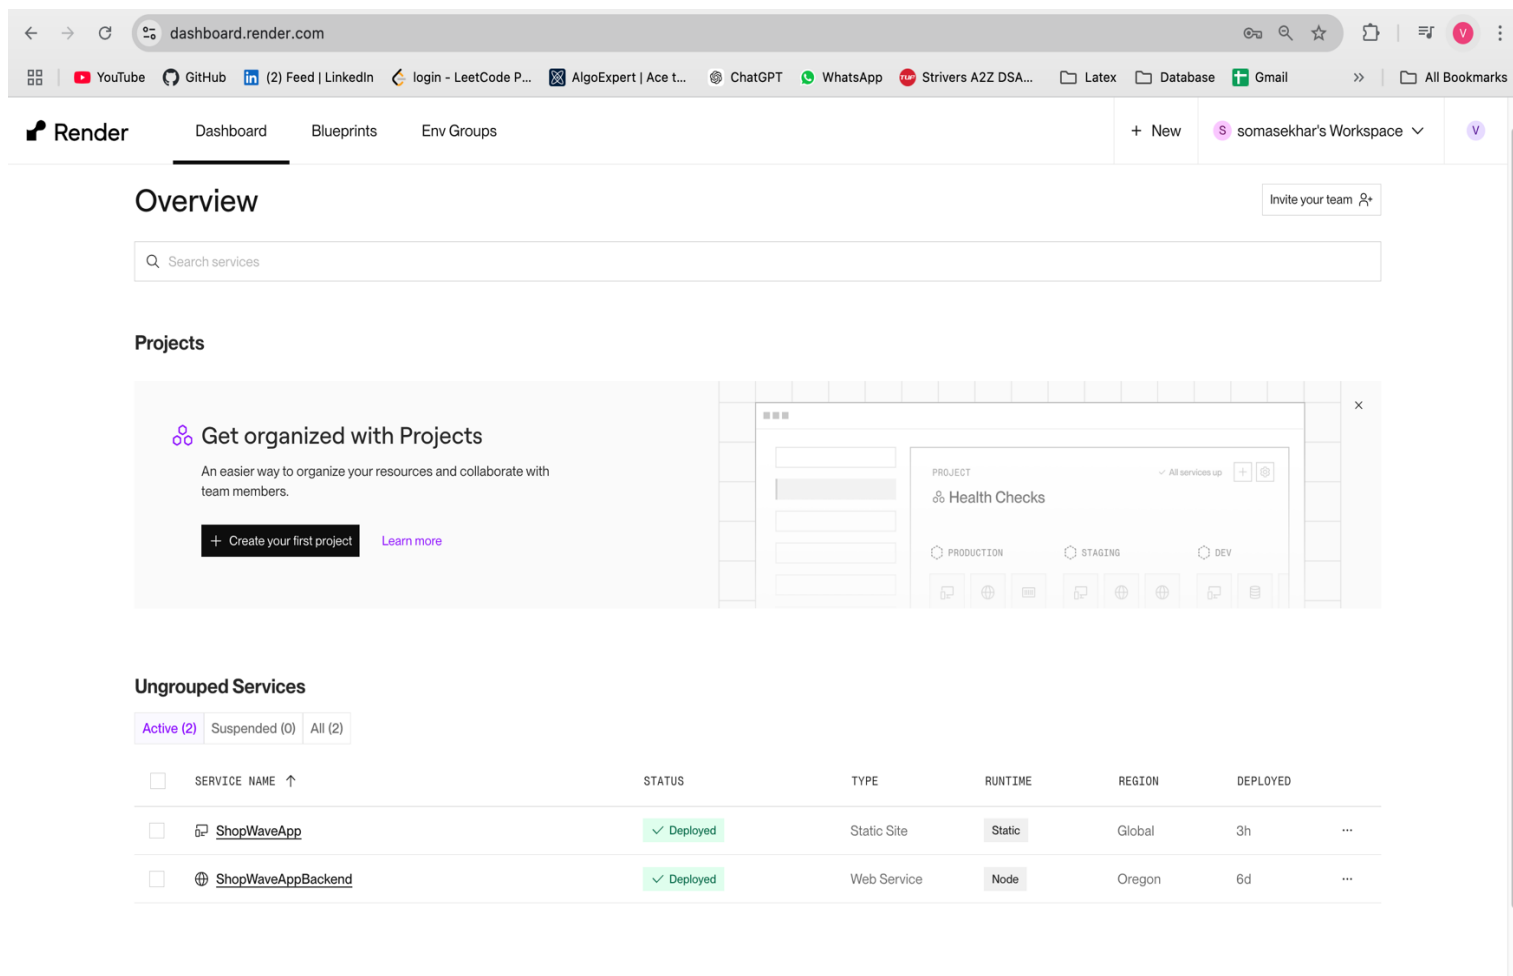 dashboard.render.com
V
YouTube GitHub (2) Feed | LinkedIn login - LeetCode P... AlgoExpert | Ace t... ChatGPT WhatsApp Strivers A2Z DSA... Latex Database Gmail » All Bookmarks
Render Dashboard Blueprints Env Groups + New S somasekhar's Workspace V
Overview
Invite your team
Search services
Projects
Get organized with Projects
An easier way to organize your resources and collaborate with
team members.
+ Create your first project Learn more
PROJECT All services up
Health Checks
PRODUCTION STAGING DEV
Ungrouped Services
Active (2) Suspended (0) All (2)
SERVICE NAME STATUS TYPE RUNTIME REGION DEPLOYED
ShopWaveApp Deployed Static Site Static Global 3h
ShopWaveAppBackend Deployed Web Service Node Oregon 6d